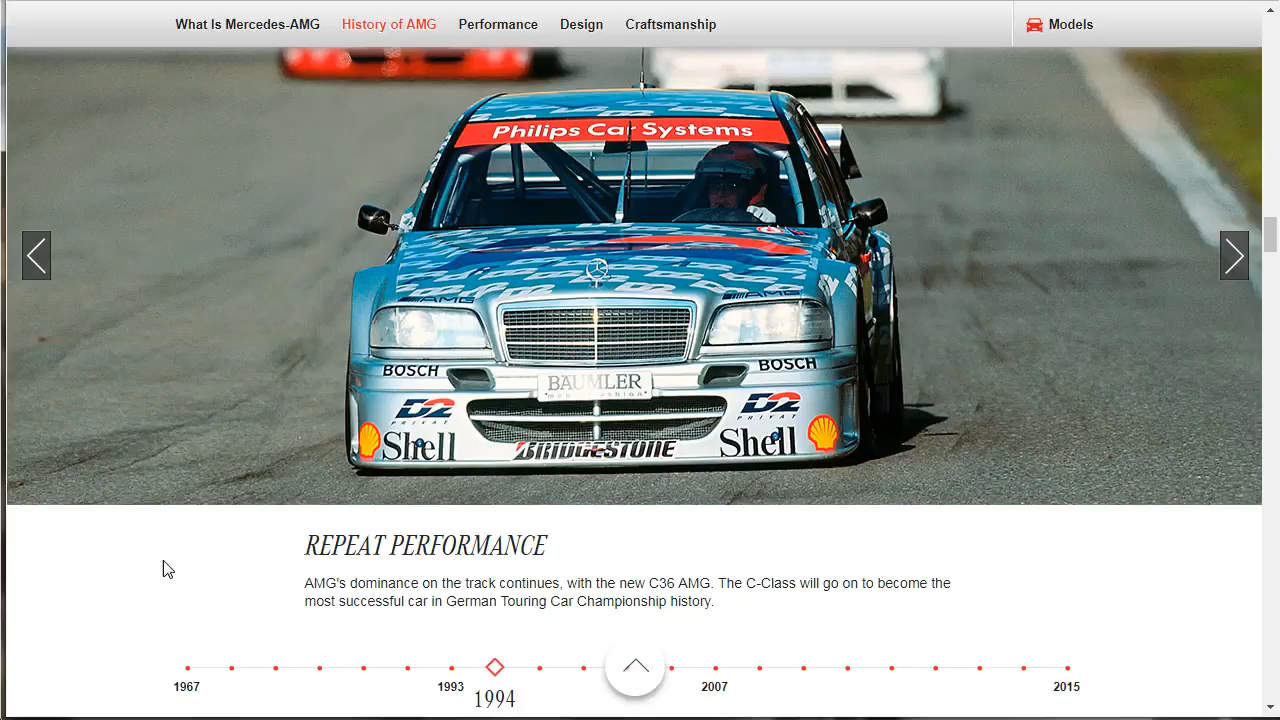 What Is Mercedes-AMG History of AMG Performance Design Craftsmanship Models
Philips Car Systems
AMG AMG
BOSCH BOSCH
BÄUMLER
D2 D2
PRIVAT PRIVAT
Shell Shell
BRIDGESTONE
REPEAT PERFORMANCE
AMG's dominance on the track continues, with the new C36 AMG. The C-Class will go on to become the
most successful car in German Touring Car Championship history.
1967 1993 1994 2007 2015